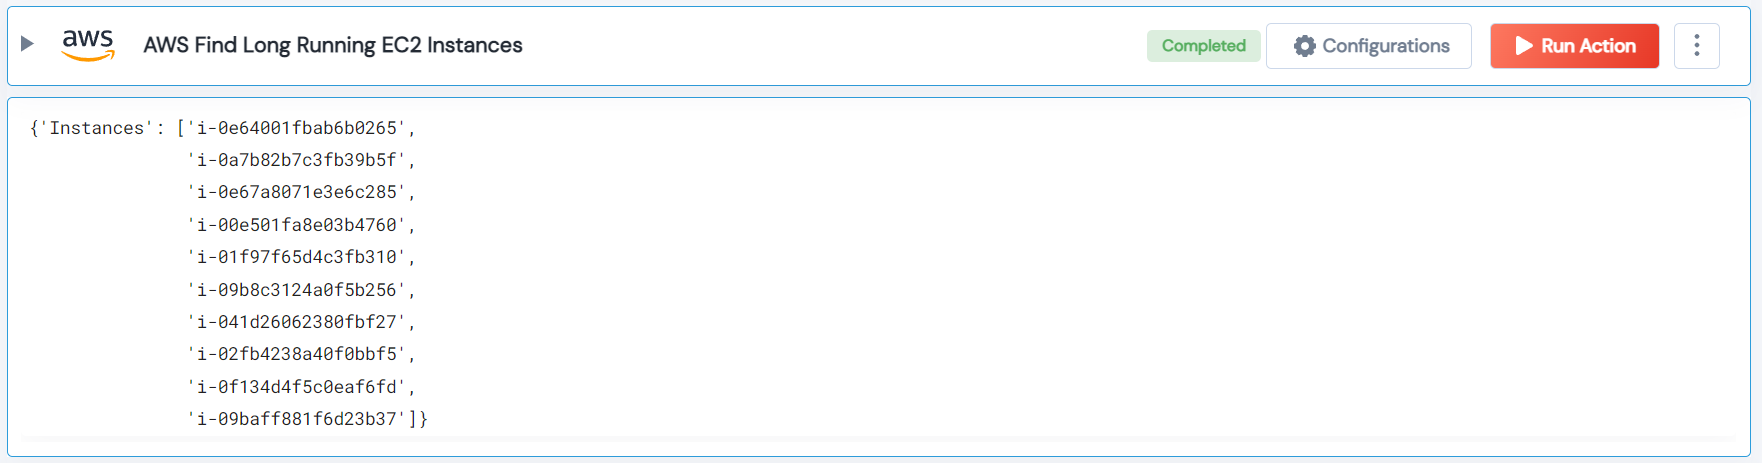 aws AWS Find Long Running EC2 Instances Completed Configurations Run Action
{'Instances': ['i-0e64001fbab6b0265',
'i-0a7b82b7c3fb39b5f',
'i-0e67a8071e3e6c285',
'i-00e501fa8e03b4760',
'i-01f97f65d4c3fb310',
'i-09b8c3124a0f5b256',
'i-041d26062380fbf27',
'i-02fb4238a40f0bbf5',
'i-0f134d4f5c0eaf6fd',
'i-09baff881f6d23b37']}